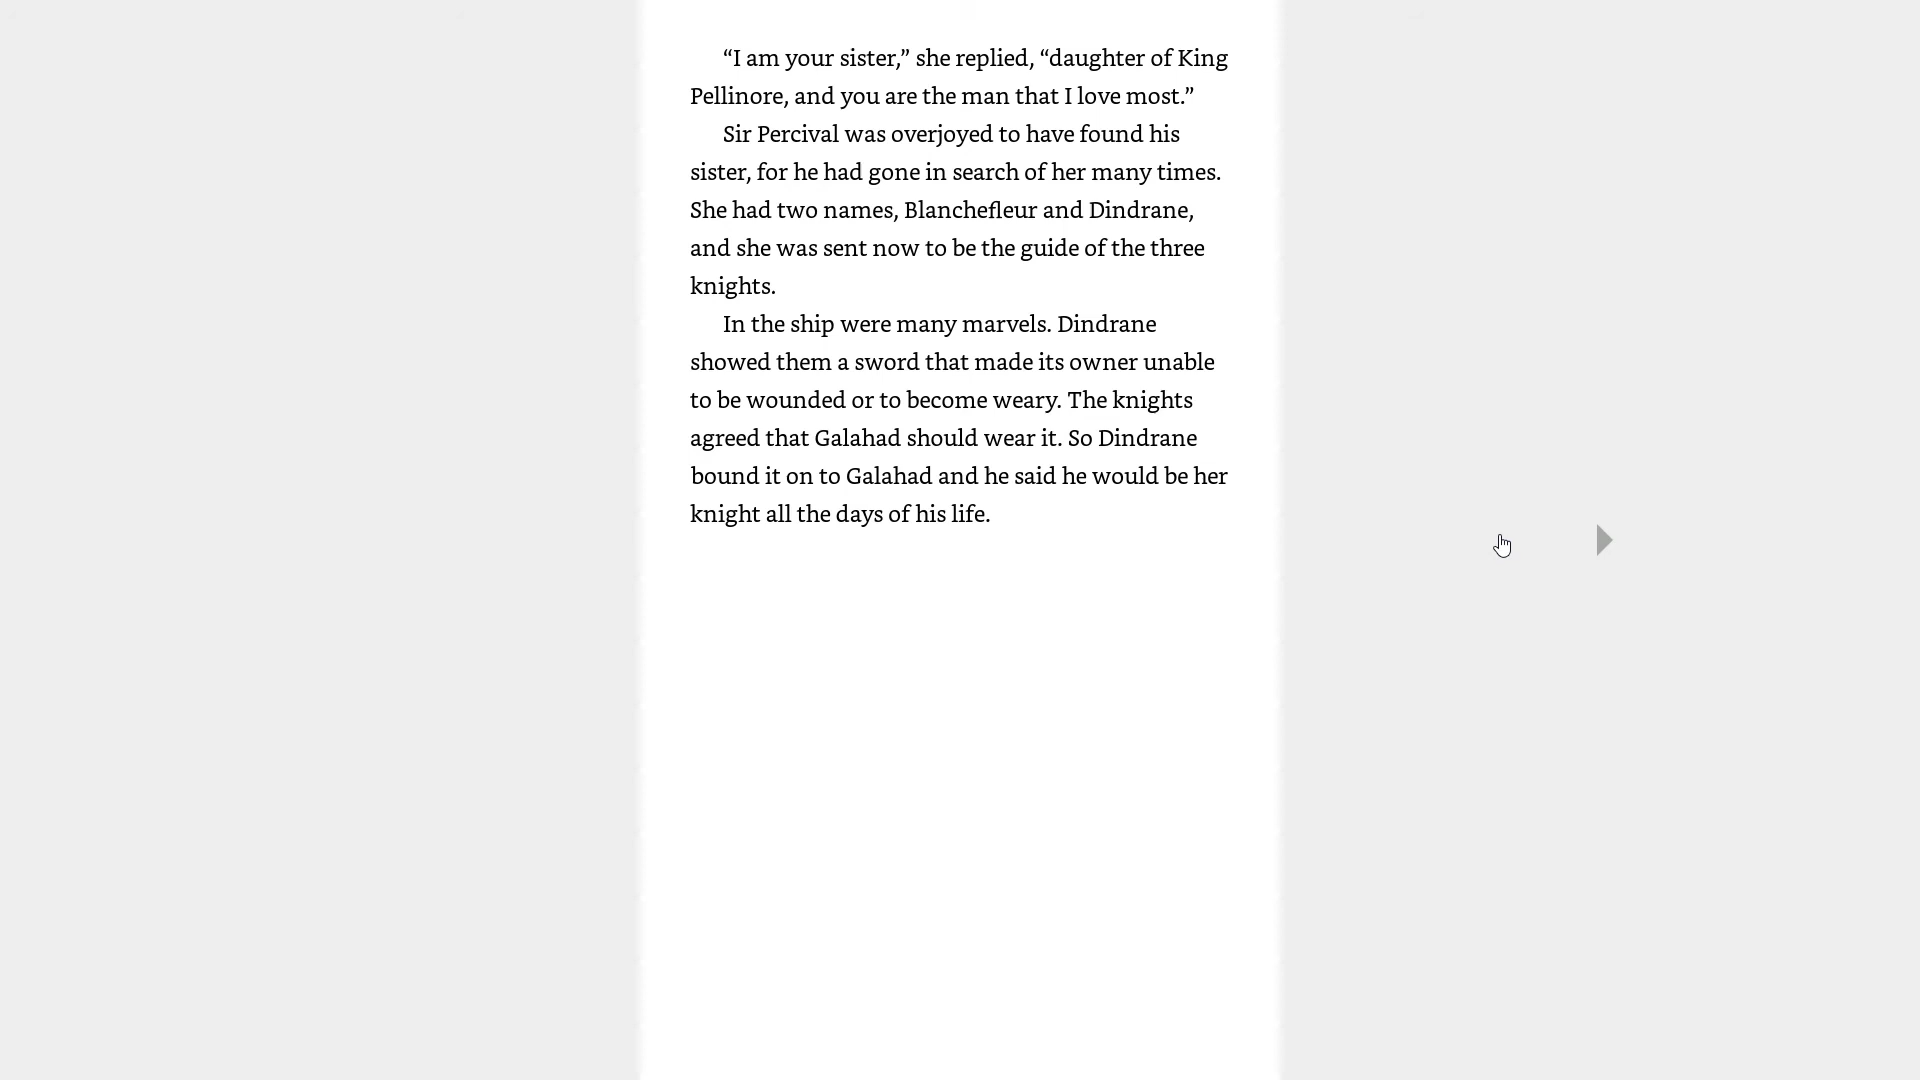 “I am your sister,” she replied, “daughter of King
Pellinore, and you are the man that I love most.”
Sir Percival was overjoyed to have found his
sister, for he had gone in search of her many times.
She had two names, Blanchefleur and Dindrane,
and she was sent now to be the guide of the three
knights.
In the ship were many marvels. Dindrane
showed them a sword that made its owner unable
to be wounded or to become weary. The knights
agreed that Galahad should wear it. So Dindrane
bound it on to Galahad and he said he would be her
knight all the days of his life.